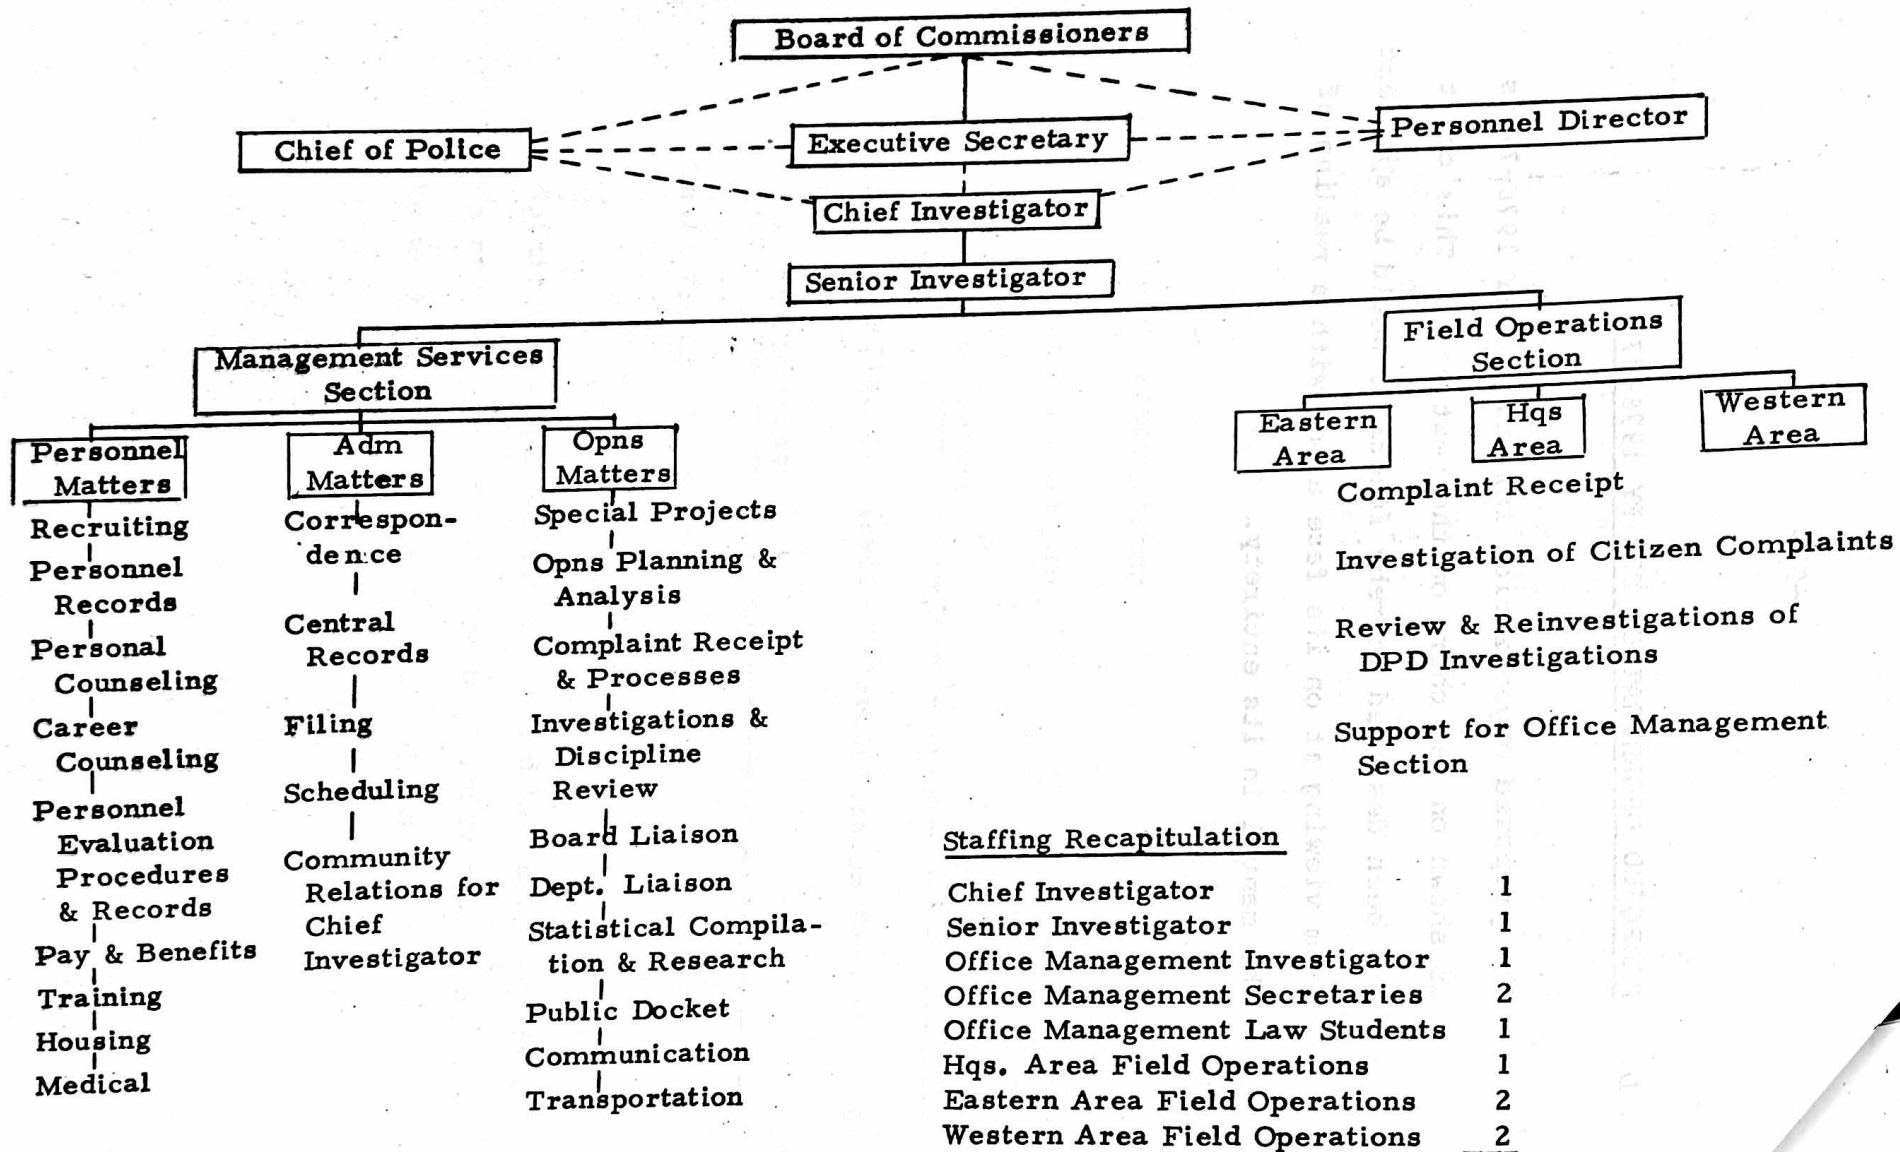 Board of Commissioners
Chief of Police
Executive Secretary
Personnel Director
Chief Investigator
Senior Investigator
Management Services
Section
Field Operations
Section
Personnel
Matters
Adm
Matters
Opns
Matters
Eastern
Area
Hqs
Area
Western
Area
Recruiting
Personnel
Records
Personal
Counseling
Career
Counseling
Personnel
Evaluation
Procedures
& Records
Pay & Benefits
Training
Housing
Medical
Correspon-
dence
Central
Records
Filing
Scheduling
Community
Relations for
Chief
Investigator
Special Projects
Opns Planning &
Analysis
Complaint Receipt
& Processes
Investigations &
Discipline
Review
Board Liaison
Dept. Liaison
Statistical Compila-
tion & Research
Public Docket
Communication
Transportation
Complaint Receipt
Investigation of Citizen Complaints
Review & Reinvestigations of
DPD Investigations
Support for Office Management
Section
Staffing Recapitulation
Chief Investigator 1
Senior Investigator 1
Office Management Investigator 1
Office Management Secretaries 2
Office Management Law Students 1
Hqs. Area Field Operations 1
Eastern Area Field Operations 2
Western Area Field Operations 2